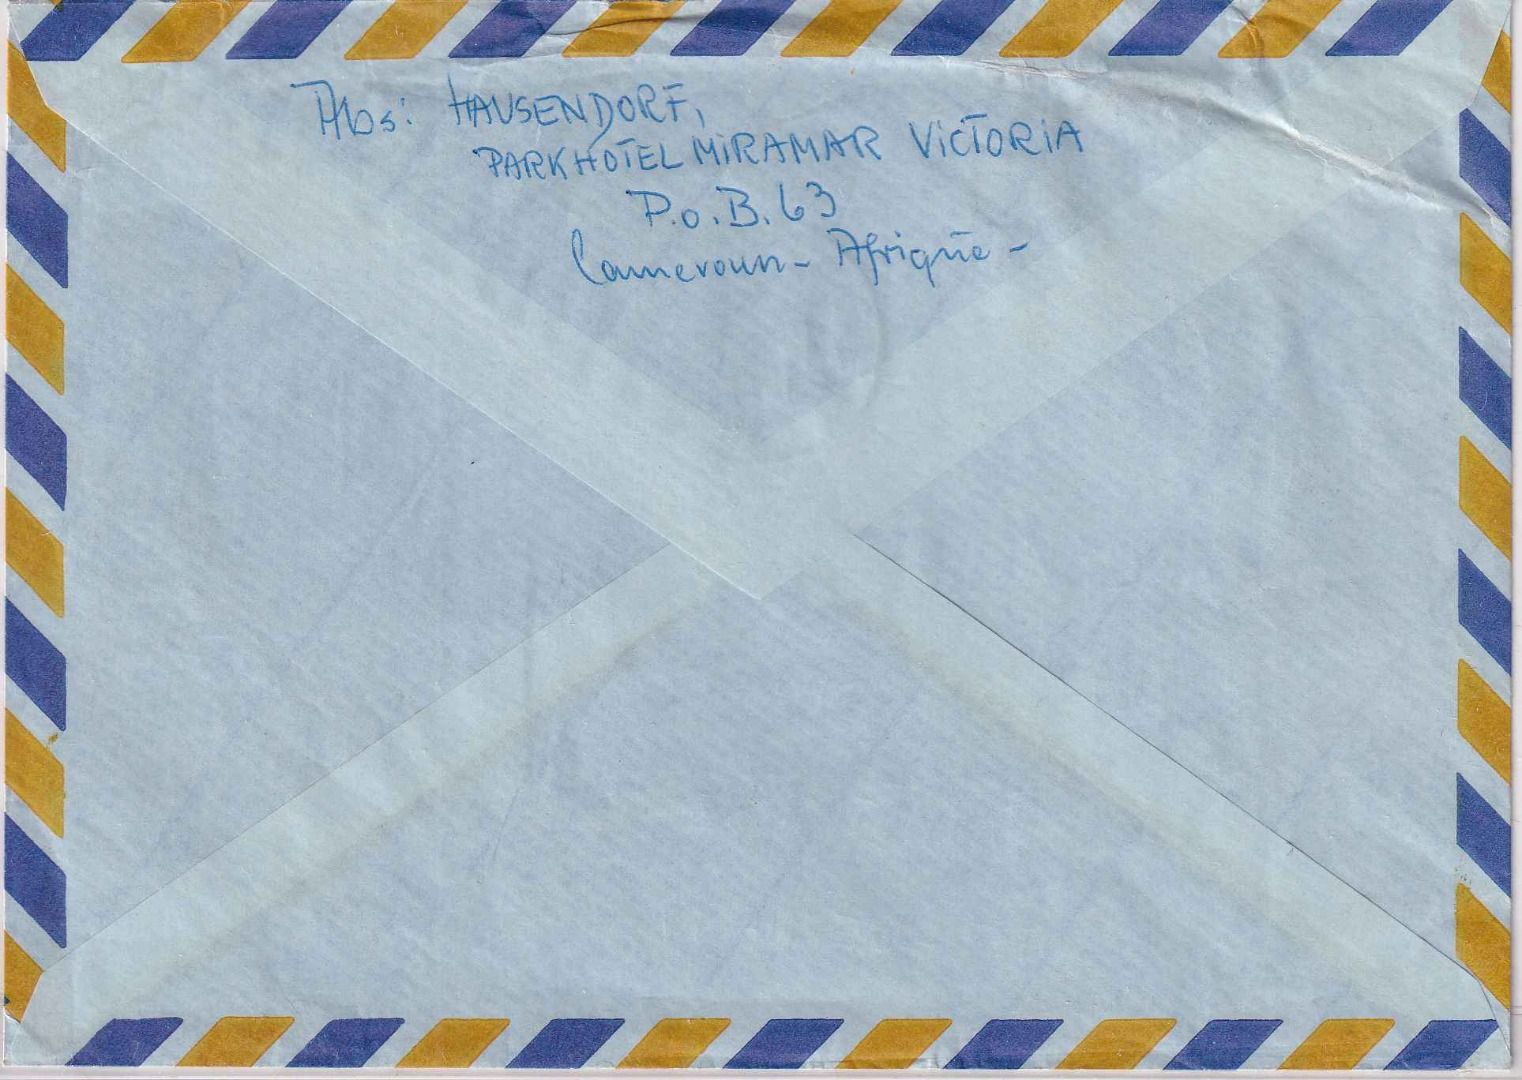 Abs: HAUSENDORF,
PARKHOTEL MIRAMAR VICTORIA
P.o.B. 63
Cameroun - Afrique -